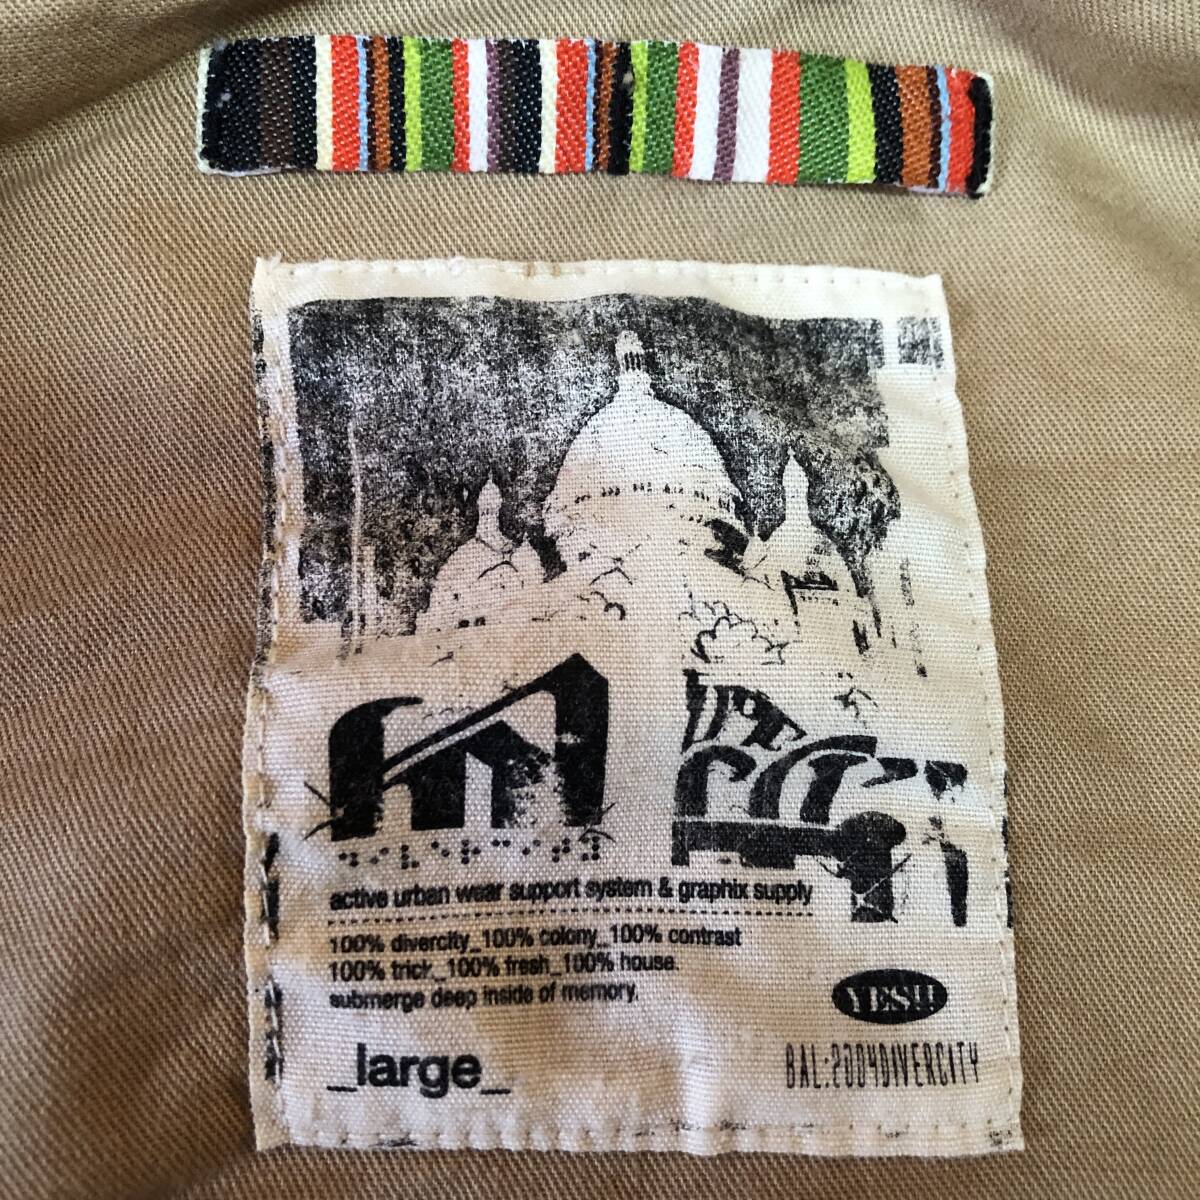 active urban wear support system & graphix supply
100% divercity_100% colony_100% contrast
100% trick_100% fresh_100% house.
submerge deep inside of memory.
YES!!
_large_
BAL:2004DIVERCITY